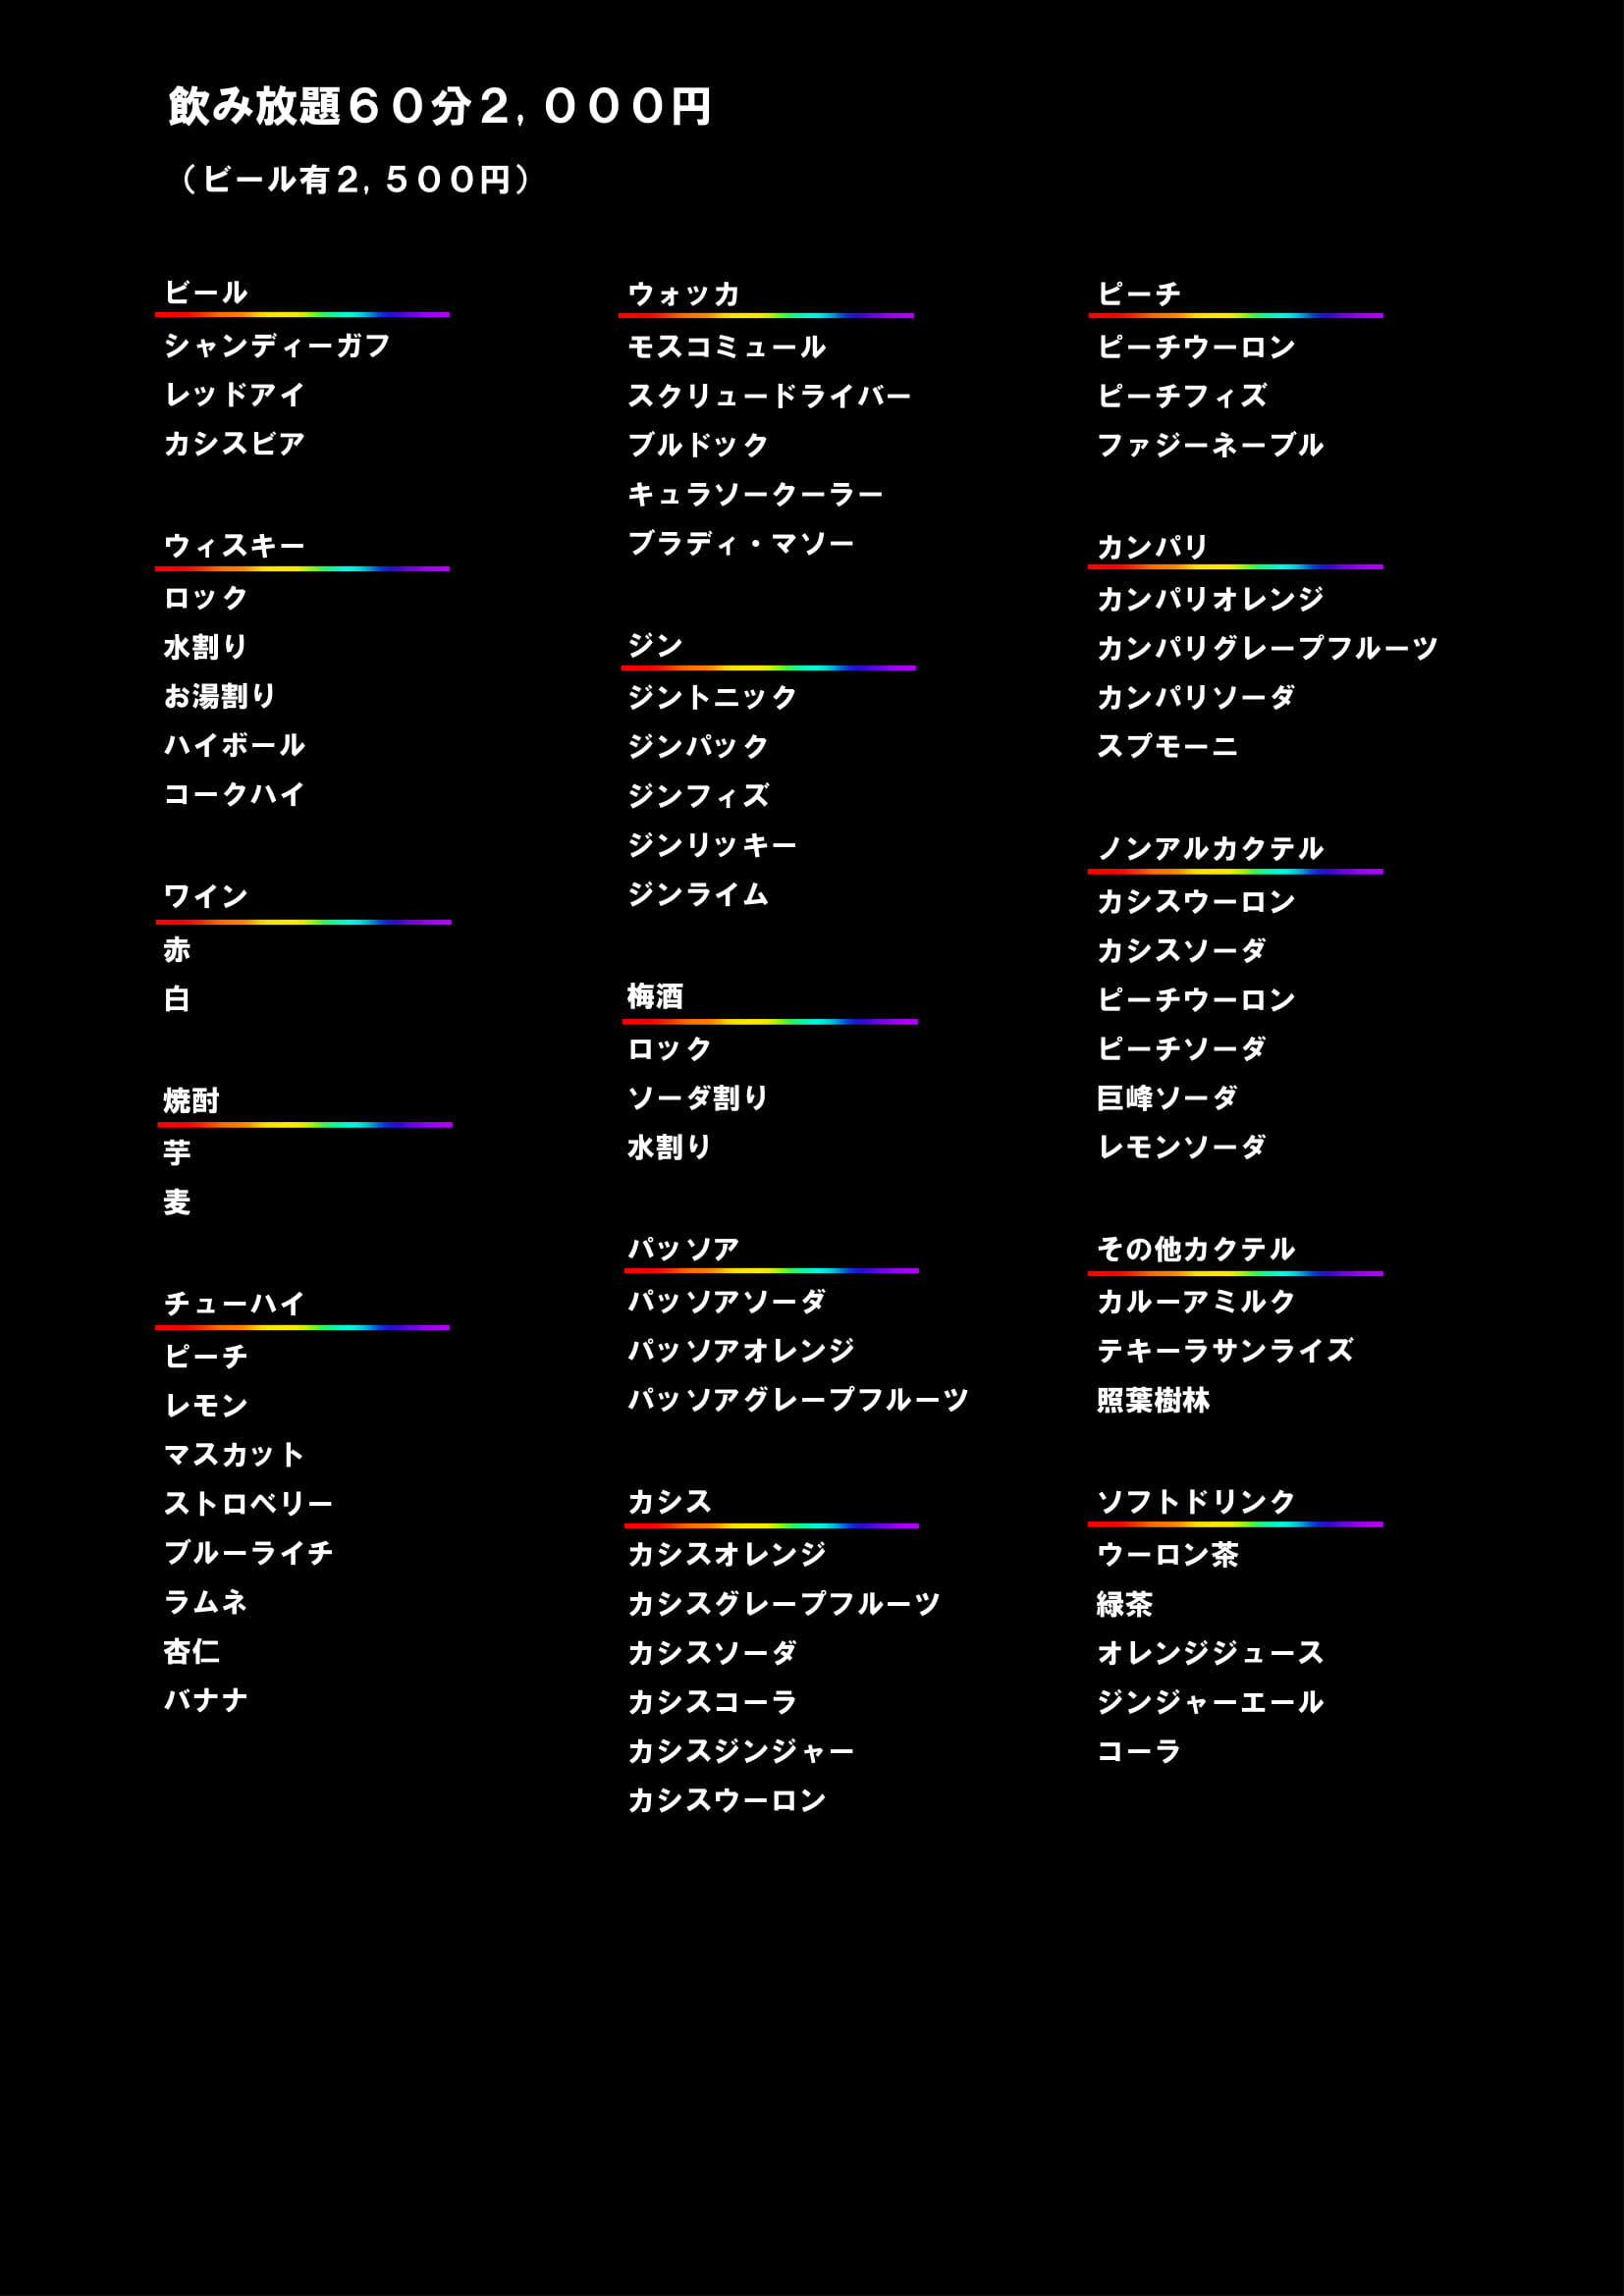 飲み放題６０分２,０００円
（ビール有２,５００円）
ビール
シャンディーガフ
レッドアイ
カシスビア
ウィスキー
ロック
水割り
お湯割り
ハイボール
コークハイ
ワイン
赤
白
焼酎
芋
麦
チューハイ
ピーチ
レモン
マスカット
ストロベリー
ブルーライチ
ラムネ
杏仁
バナナ
ウォッカ
モスコミュール
スクリュードライバー
ブルドック
キュラソークーラー
ブラディ・マソー
ジン
ジントニック
ジンバック
ジンフィズ
ジンリッキー
ジンライム
梅酒
ロック
ソーダ割り
水割り
パッソア
パッソアソーダ
パッソアオレンジ
パッソアグレープフルーツ
カシス
カシスオレンジ
カシスグレープフルーツ
カシスソーダ
カシスコーラ
カシスジンジャー
カシスウーロン
ピーチ
ピーチウーロン
ピーチフィズ
ファジーネーブル
カンパリ
カンパリオレンジ
カンパリグレープフルーツ
カンパリソーダ
スプモーニ
ノンアルカクテル
カシスウーロン
カシスソーダ
ピーチウーロン
ピーチソーダ
巨峰ソーダ
レモンソーダ
その他カクテル
カルーアミルク
テキーラサンライズ
照葉樹林
ソフトドリンク
ウーロン茶
緑茶
オレンジジュース
ジンジャーエール
コーラ